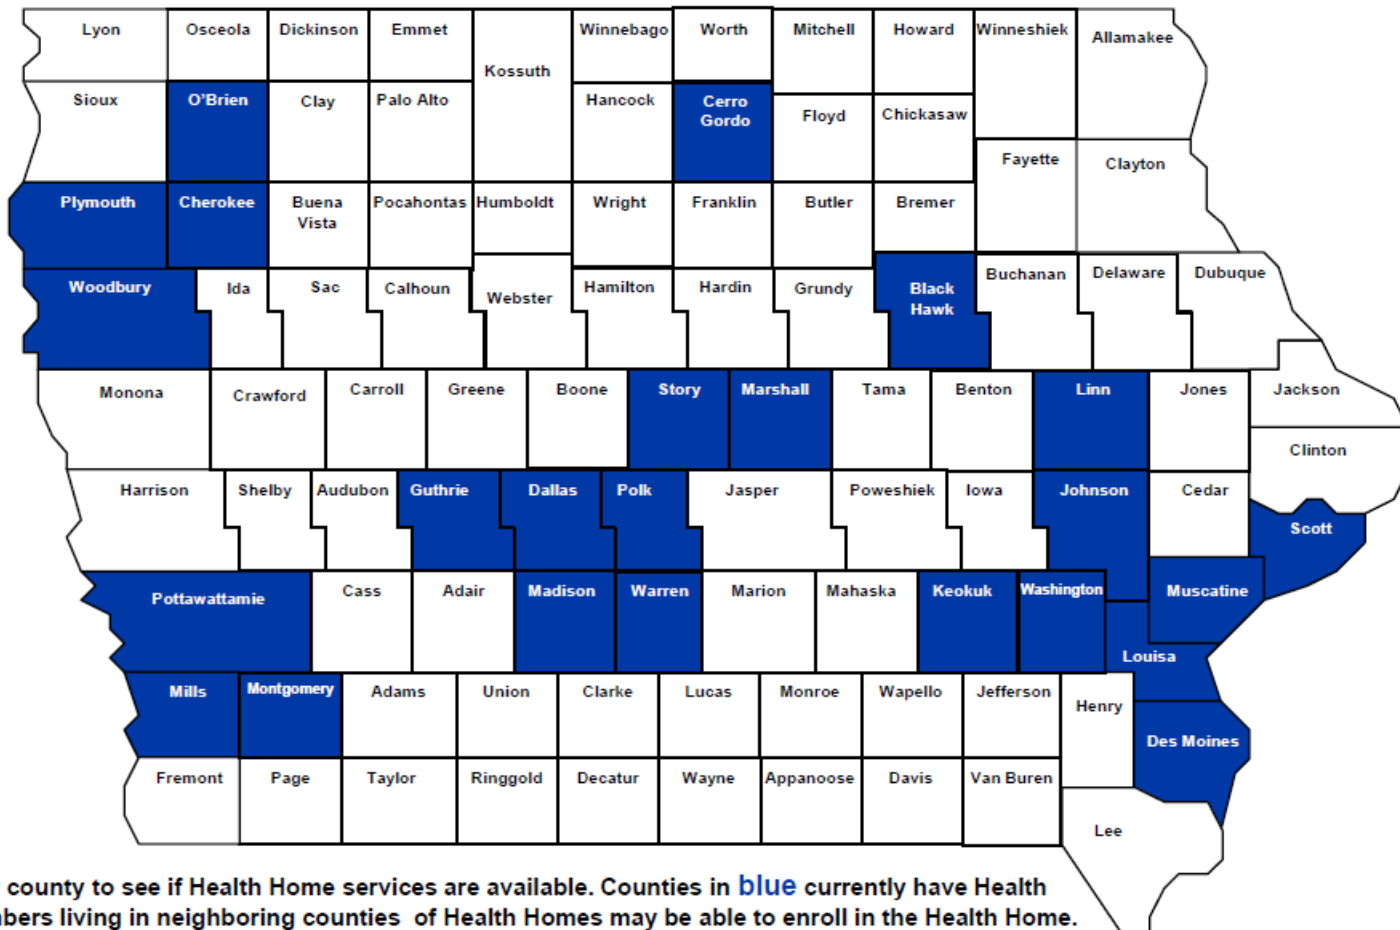 Lyon Osceola Dickinson Emmet Kossuth Winnebago Worth Mitchell Howard Winneshiek Allamakee
Sioux O'Brien Clay Palo Alto Hancock Cerro
Gordo Floyd Chickasaw
Fayette Clayton
Plymouth Cherokee Buena
Vista Pocahontas Humboldt Wright Franklin Butler Bremer
Woodbury Ida Sac Calhoun Webster Hamilton Hardin Grundy Black
Hawk Buchanan Delaware Dubuque
Monona Crawford Carroll Greene Boone Story Marshall Tama Benton Linn Jones Jackson
Clinton
Harrison Shelby Audubon Guthrie Dallas Polk Jasper Poweshiek Iowa Johnson Cedar Scott
Pottawattamie Cass Adair Madison Warren Marion Mahaska Keokuk Washington Muscatine
Louisa
Mills Montgomery Adams Union Clarke Lucas Monroe Wapello Jefferson Henry
Des Moines
Fremont Page Taylor Ringgold Decatur Wayne Appanoose Davis Van Buren
Lee
county to see if Health Home services are available. Counties in blue currently have Health
bers living in neighboring counties of Health Homes may be able to enroll in the Health Home.